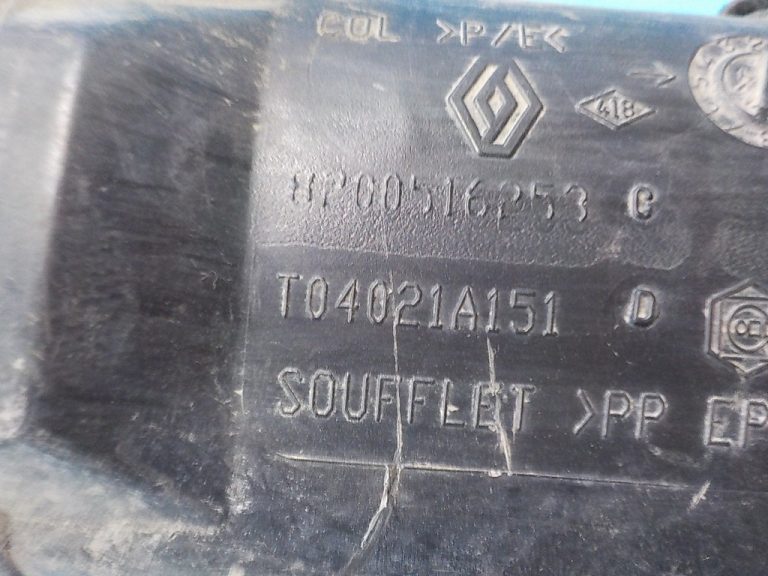 COL >P/E<
418
8200516253 C
T04021A151 D
SOUFFLET >PP EP